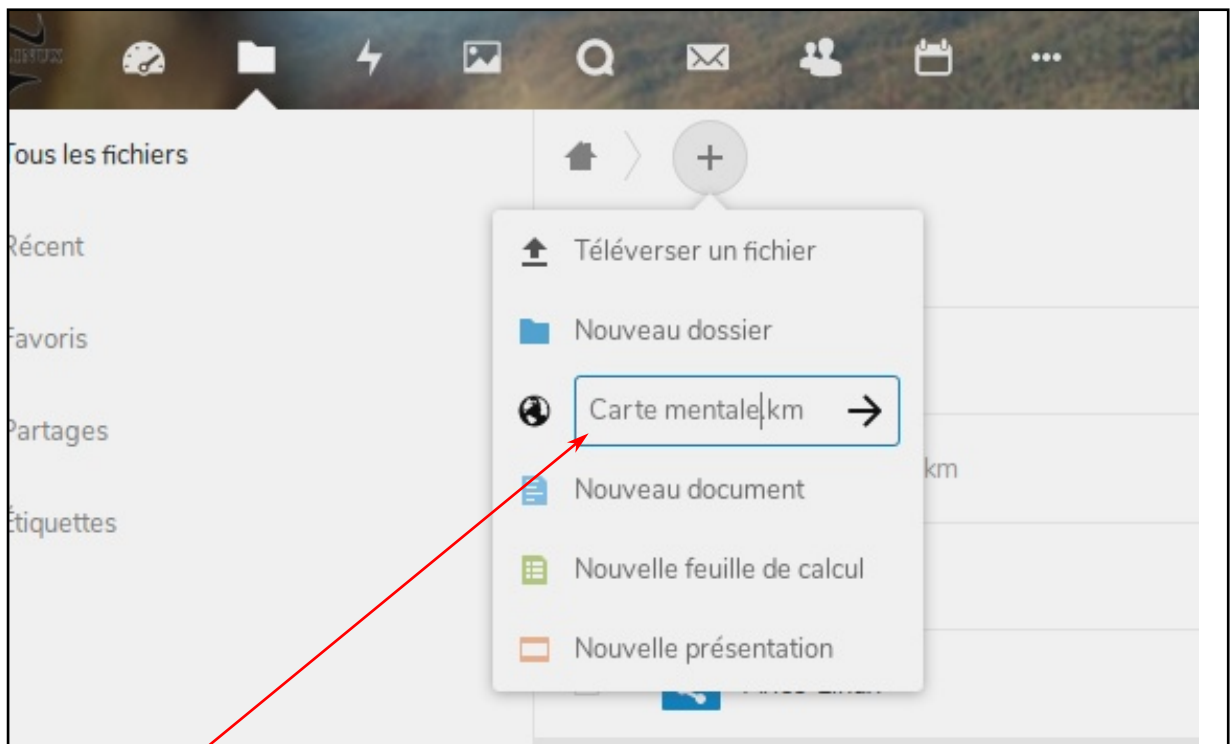 LINUX
Tous les fichiers
Récent
Téléverser un fichier
Favoris
Nouveau dossier
Carte mentale.km
Partages
km
Nouveau document
Étiquettes
Nouvelle feuille de calcul
Nouvelle présentation